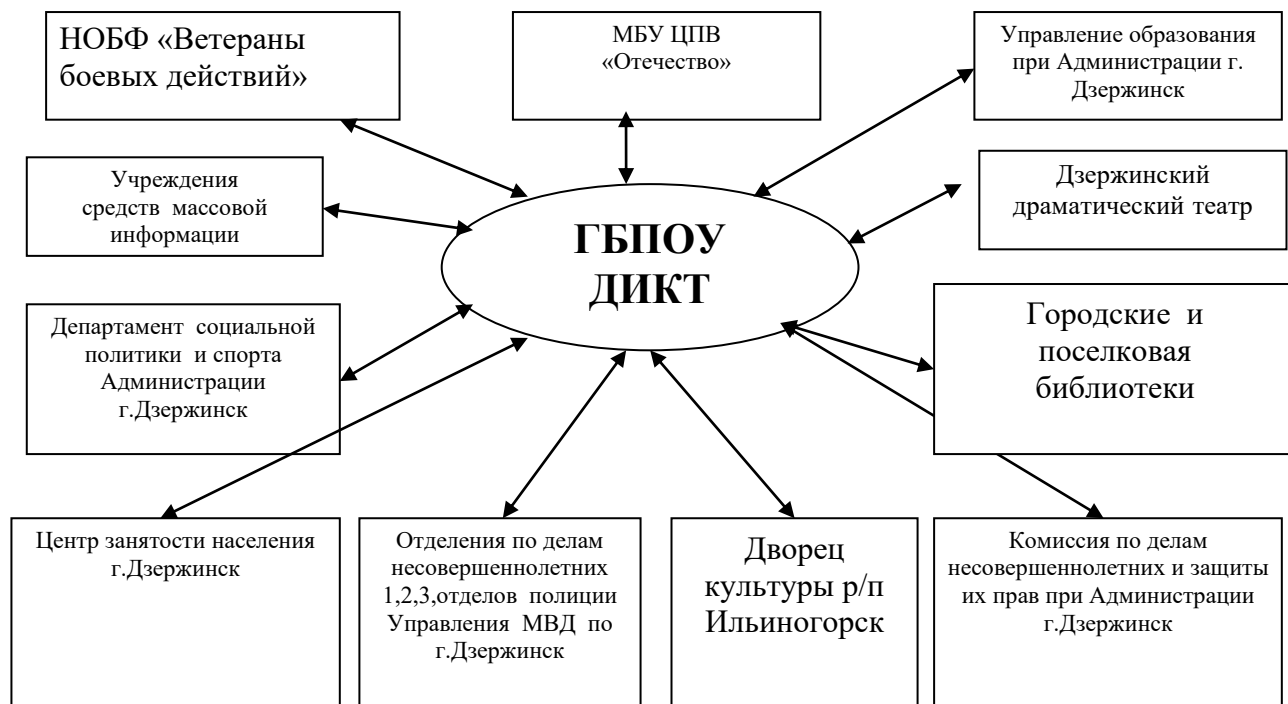 НОБФ «Ветераны
боевых действий»
МБУ ЦПВ
«Отечество»
Управление образования
при Администрации г.
Дзержинск
Учреждения
средств массовой
информации
ГБПОУ
ДИКТ
Дзержинский
драматический театр
Департамент социальной
политики и спорта
Администрации
г.Дзержинск
Городские и
поселковая
библиотеки
Центр занятости населения
г.Дзержинск
Отделения по делам
несовершеннолетних
1,2,3,отделов полиции
Управления МВД по
г.Дзержинск
Дворец
культуры р/п
Ильиногорск
Комиссия по делам
несовершеннолетних и защиты
их прав при Администрации
г.Дзержинск